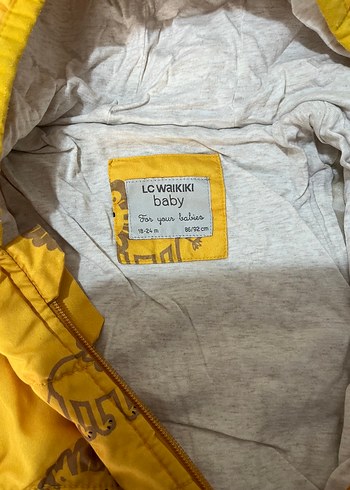 LC WAIKIKI
baby
For your babies
18-24 m 86/92 cm